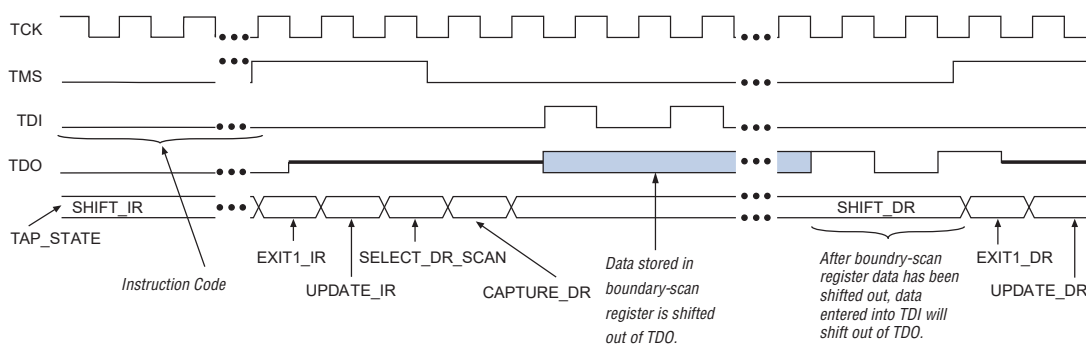 TCK
TMS
TDI
TDO
SHIFT_IR
SHIFT_DR
TAP_STATE
EXIT1_IR
SELECT_DR_SCAN
Instruction Code
UPDATE_IR
CAPTURE_DR
Data stored in
boundary-scan
register is shifted
out of TDO.
After boundry-scan
register data has been
shifted out, data
entered into TDI will
shift out of TDO.
EXIT1_DR
UPDATE_DR